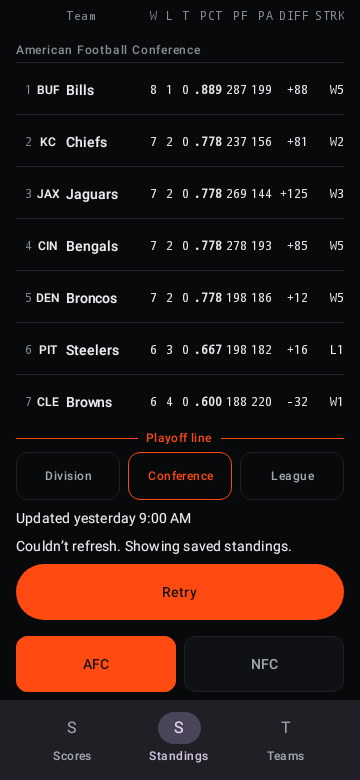 Team W L T PCT PF PA DIFF STRK
American Football Conference
1 BUF Bills 8 1 0 .889 287 199 +88 W5
2 KC Chiefs 7 2 0 .778 237 156 +81 W2
3 JAX Jaguars 7 2 0 .778 269 144 +125 W3
4 CIN Bengals 7 2 0 .778 278 193 +85 W5
5 DEN Broncos 7 2 0 .778 198 186 +12 W5
6 PIT Steelers 6 3 0 .667 198 182 +16 L1
7 CLE Browns 6 4 0 .600 188 220 -32 W1
Playoff line
Division Conference League
Updated yesterday 9:00 AM
Couldn’t refresh. Showing saved standings.
Retry
AFC NFC
S S T
Scores Standings Teams